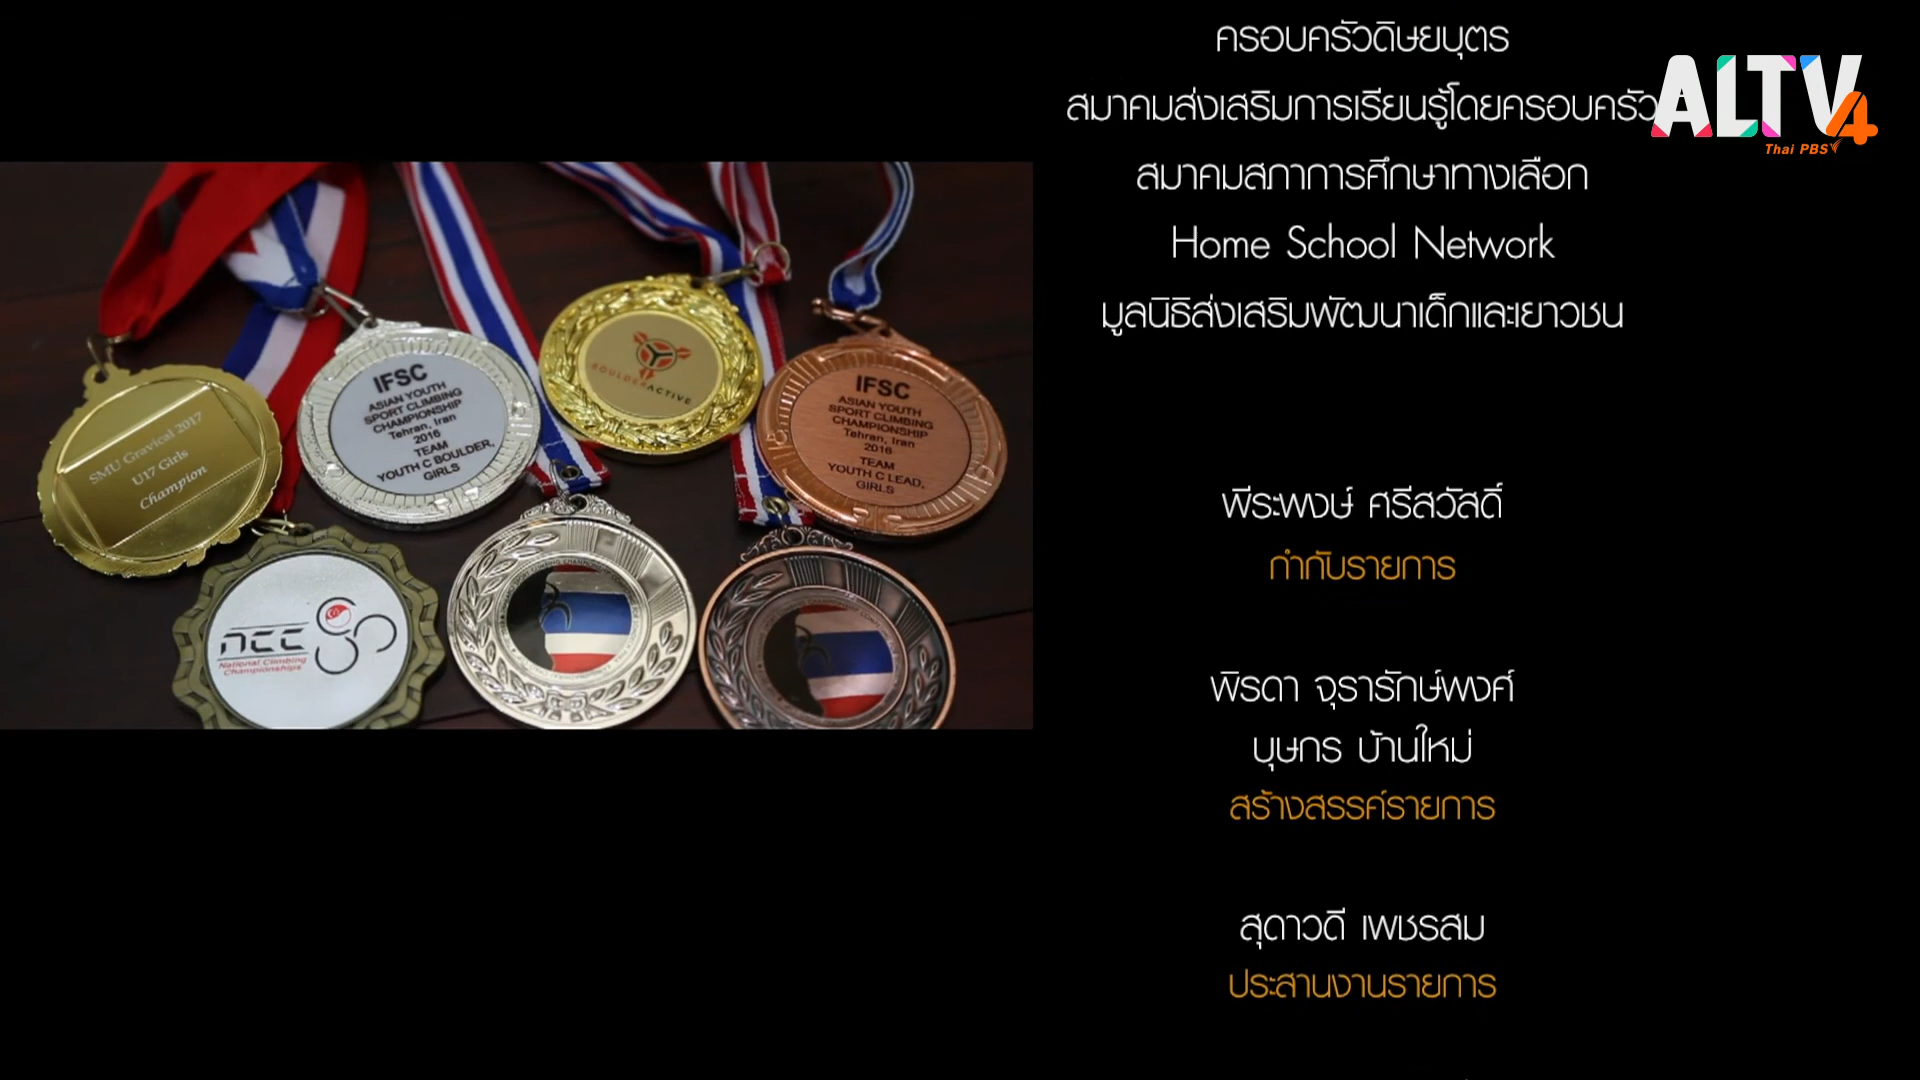 ครอบครัวดิษยบุตร
สมาคมส่งเสริมการเรียนรู้โดยครอบครัว
สมาคมสภาการศึกษาทางเลือก
Home School Network
มูลนิธิส่งเสริมพัฒนาเด็กและเยาวชน
พีระพงษ์ ศรีสวัสดิ์
กำกับรายการ
พิรดา จุรารักษ์พงศ์
บุษกร บ้านใหม่
สร้างสรรค์รายการ
สุดาวดี เพชรสม
ประสานงานรายการ
ALTV4
Thai PBS
SMU Gravical 2017
U17 Girls
Champion
IFSC
ASIAN YOUTH
SPORT CLIMBING
CHAMPIONSHIP
Tehran, Iran
2016
TEAM
YOUTH C BOULDER,
GIRLS
BOULDERACTIVE
IFSC
ASIAN YOUTH
SPORT CLIMBING
CHAMPIONSHIP
Tehran, Iran
2016
TEAM
YOUTH C LEAD,
GIRLS
ncc
National Climbing
Championships